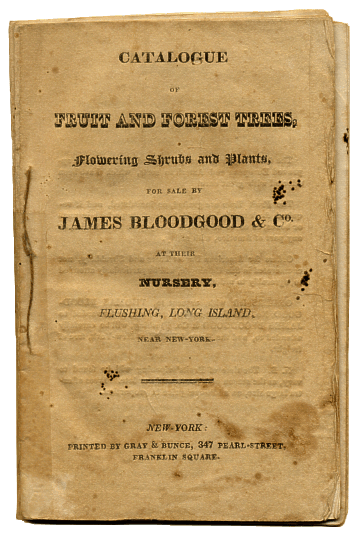 CATALOGUE
OF
FRUIT AND FOREST TREES,
Flowering Shrubs and Plants,
FOR SALE BY
JAMES BLOODGOOD & Co.
AT THEIR
NURSERY,
FLUSHING, LONG ISLAND,
NEAR NEW-YORK.
NEW-YORK:
PRINTED BY GRAY & BUNCE, 347 PEARL-STREET,
FRANKLIN SQUARE.